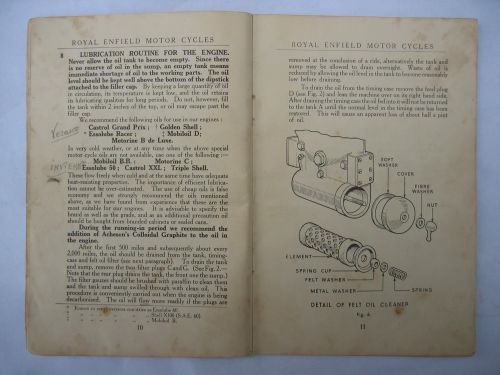 ROYAL ENFIELD MOTOR CYCLES
LUBRICATION ROUTINE FOR THE ENGINE.
Never allow the oil tank to become empty. Since there
is no reserve of oil in the sump, an empty tank means
immediate shortage of oil to the working parts. The oil
level should be kept well above the bottom of the dipstick
attached to the filler cap. By keeping a large quantity of oil
in circulation, its temperature is kept low, and the oil retains
its lubricating qualities for long periods. Do not, however, fill
the tank within 2 inches of the top, or oil may escape past the
filler cap.
We recommend the following oils for use in our engines :
Castrol Grand Prix ; † Golden Shell ;
* Essolube Racer ; ‡ Mobiloil D ;
Motorine B de Luxe.
In very cold weather, or at any time when the above special
motor cycle oils are not available, use one of the following :—
Mobiloil B.B. ; Motorine C ;
Essolube 50 ; Castrol XXL ; Triple Shell.
These flow freely when cold and at the same time have adequate
heat-resisting properties. The importance of efficient lubrica-
tion cannot be over-estimated. The use of cheap oils is false
economy and we strongly recommend the oils mentioned
above, as we have found from experience that these are the
most suitable for our engines. It is advisable to specify the
brand as well as the grade, and as an additional precaution oil
should be bought from branded cabinets or sealed cans.
During the running-in period we recommend the
addition of Acheson's Colloidal Graphite to the oil in
the engine.
After the first 500 miles and subsequently about every
2,000 miles, the oil should be drained from the tank, timing-
case and felt oil filter (see next paragraph). To drain the tank
and sump, remove the two filter plugs C and G. (See Fig. 2.—
Note that the rear plug drains the tank, the front one the sump.)
The filter gauzes should be brushed with paraffin to clean them
and the tank and sump swilled through with clean oil. This
procedure is conveniently carried out when the engine is being
decarbonised. The oil will flow more readily if the plugs are
* Known in some overseas countries as Essolube 60.
† " " " " " Shell X100 (S.A.E. 60).
‡ " " " " " Mobiloil B.
10
ROYAL ENFIELD MOTOR CYCLES
removed at the conclusion of a ride, alternatively the tank and
sump may be allowed to drain overnight. Waste of oil is
reduced by allowing the oil level in the tank to become reasonably
low before draining.
To drain the oil from the timing case remove the feed plug
D (see Fig. 2) and lean the machine over on its right hand side.
After draining the timing case the oil fed into it will not be returned
to the tank until the normal level in the timing case has been
restored. This will cause an apparent loss of about half a pint
of oil.
SOFT
WASHER
COVER
FIBRE
WASHER
NUT
ELEMENT
SPRING CUP
FELT WASHER
METAL WASHER
SPRING
DETAIL OF FELT OIL CLEANER
Fig. 4.
11